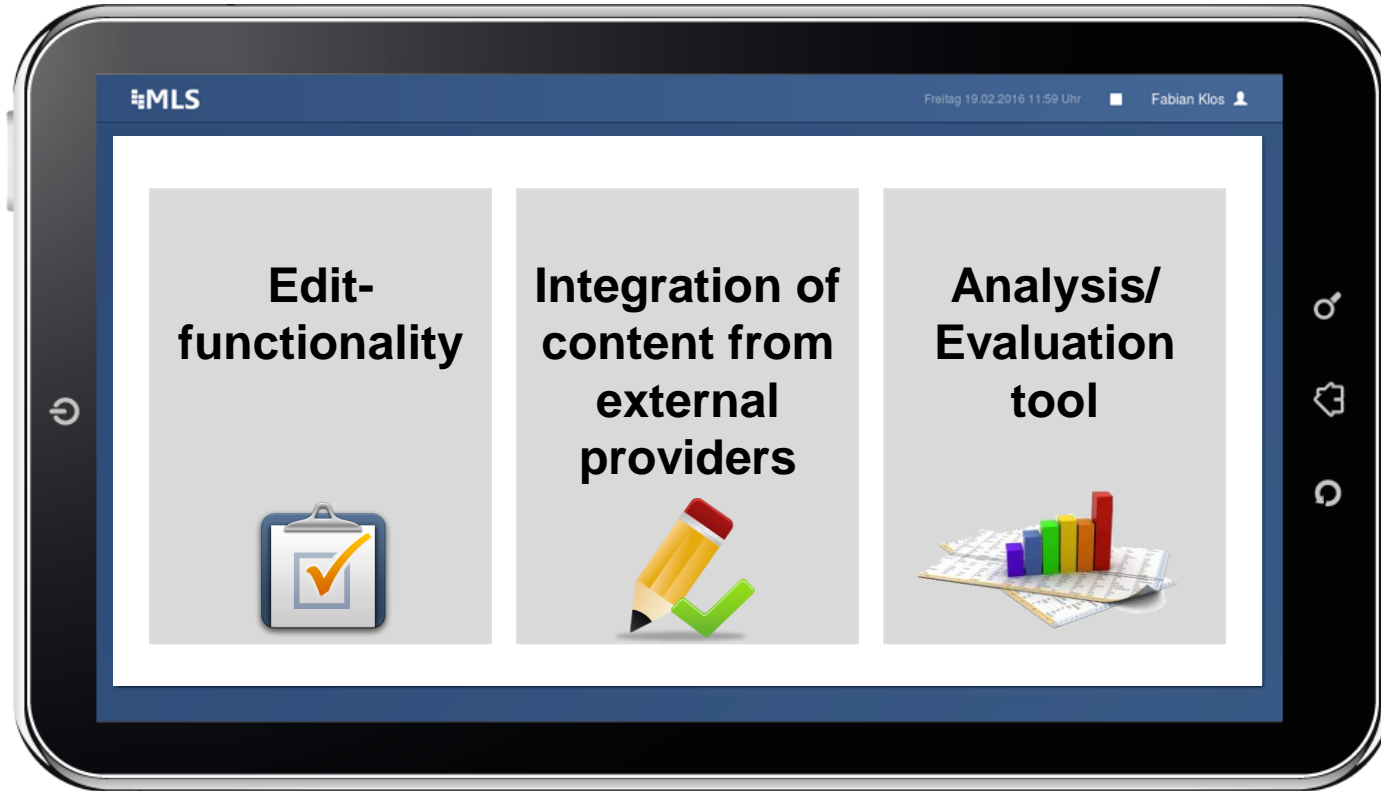 MLS
Freitag 19.02.2016 11:59 Uhr
Fabian Klos
Edit-
functionality
Integration of
content from
external
providers
Analysis/
Evaluation
tool